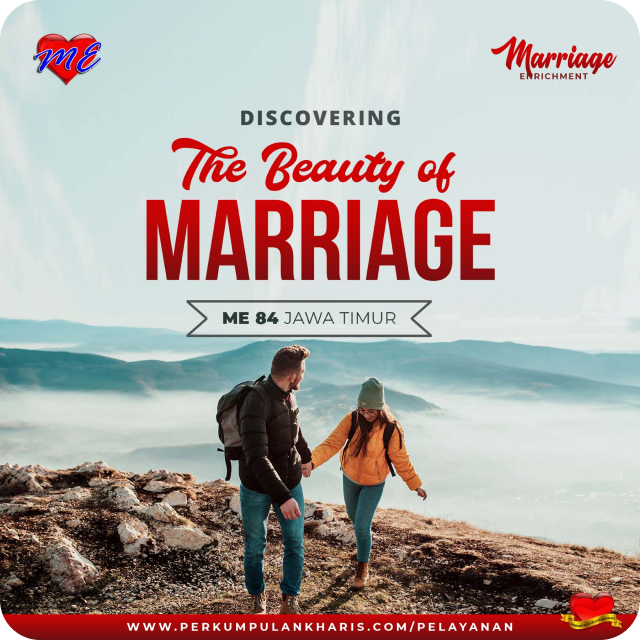 ME
Marriage
ENRICHMENT
DISCOVERING
The Beauty of
MARRIAGE
ME 84 JAWA TIMUR
WWW.PERKUMPULANKHARIS.COM/PELAYANAN